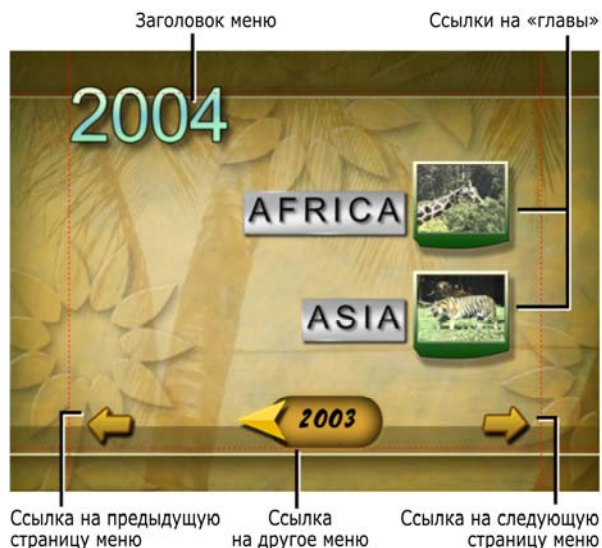 Заголовок меню
Ссылки на «главы»
2004
AFRICA
ASIA
2003
Ссылка на предыдущую
страницу меню
Ссылка
на другое меню
Ссылка на следующую
страницу меню